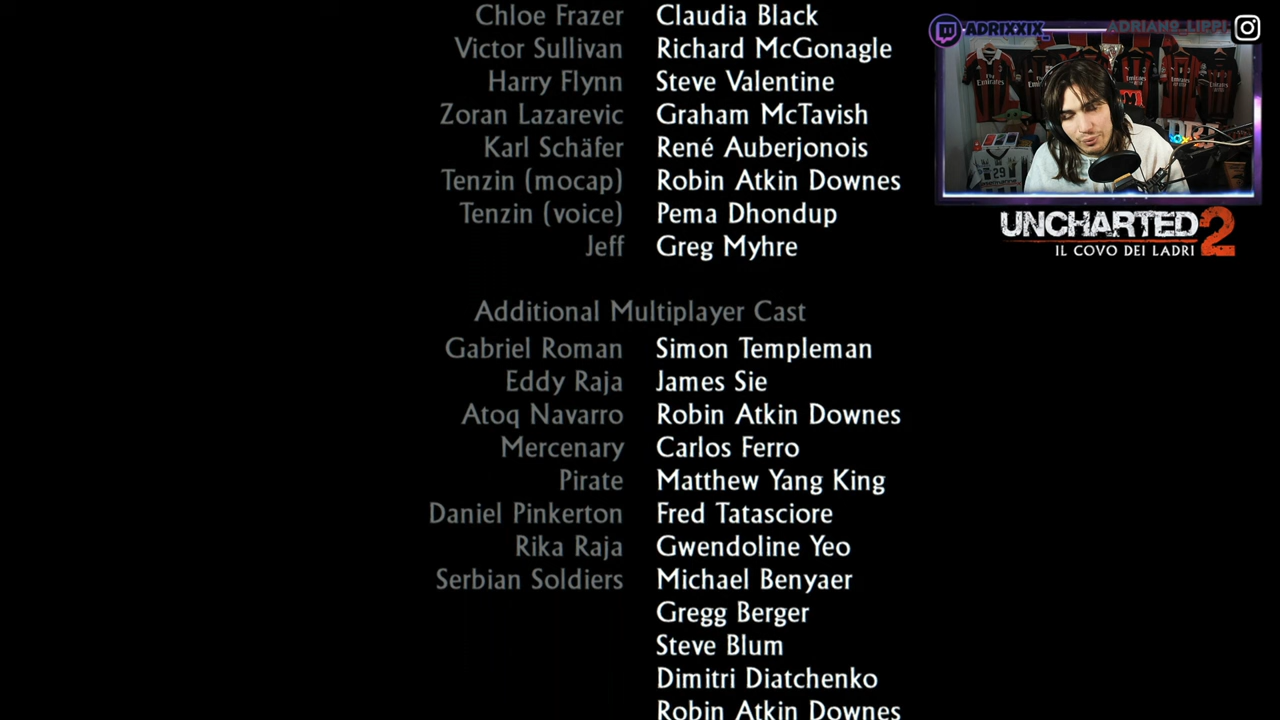 Chloe Frazer Claudia Black
Victor Sullivan Richard McGonagle
Harry Flynn Steve Valentine
Zoran Lazarevic Graham McTavish
Karl Schäfer René Auberjonois
Tenzin (mocap) Robin Atkin Downes
Tenzin (voice) Pema Dhondup
Jeff Greg Myhre
Additional Multiplayer Cast
Gabriel Roman Simon Templeman
Eddy Raja James Sie
Atoq Navarro Robin Atkin Downes
Mercenary Carlos Ferro
Pirate Matthew Yang King
Daniel Pinkerton Fred Tatasciore
Rika Raja Gwendoline Yeo
Serbian Soldiers Michael Benyaer
Gregg Berger
Steve Blum
Dimitri Diatchenko
Robin Atkin Downes
ADRIXXIX_ ADRIANO_LIPPI
29
UNCHARTED 2
IL COVO DEI LADRI